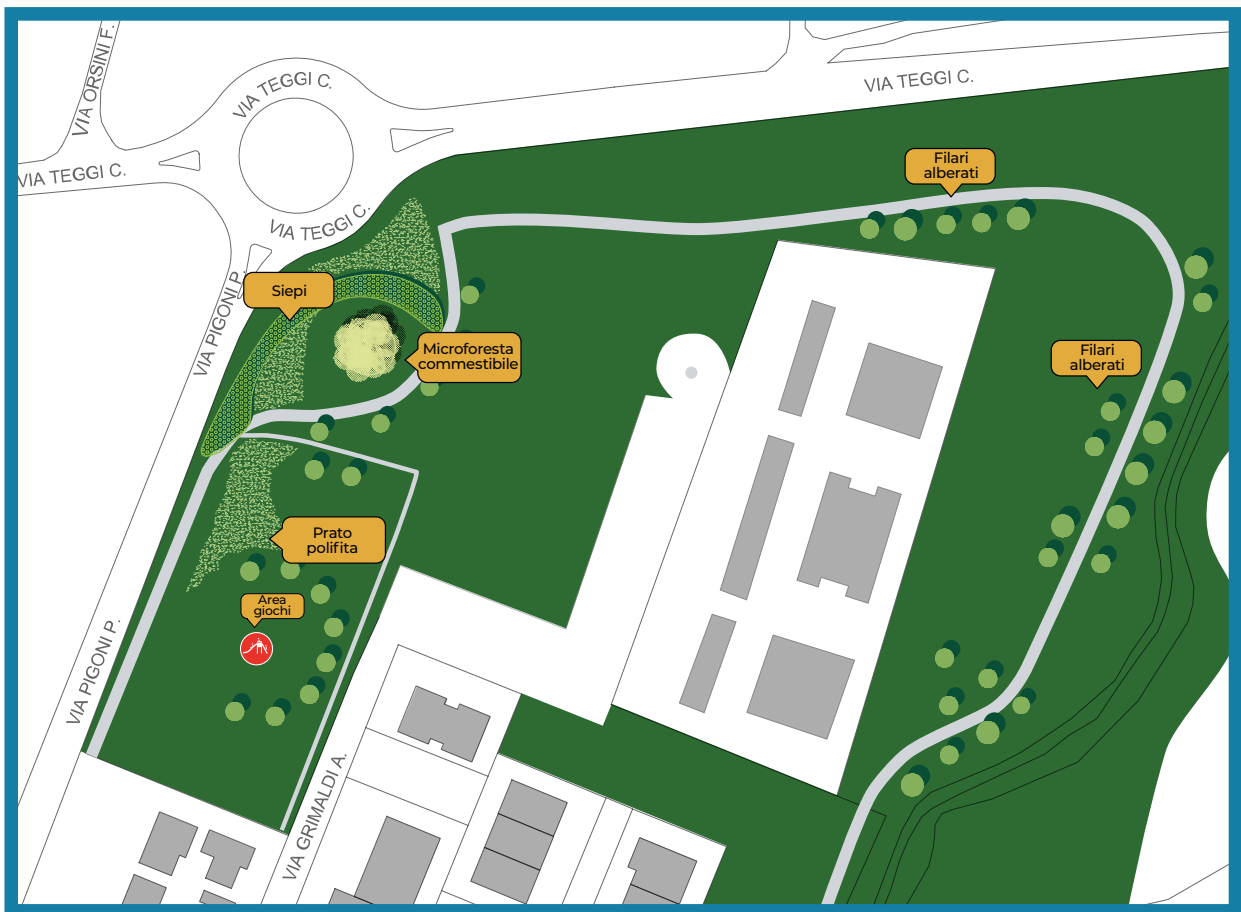 VIA ORSINI F.
VIA TEGGI C.
VIA TEGGI C.
VIA TEGGI C.
VIA TEGGI C.
Filari
alberati
Siepi
VIA PIGONI P.
Microforesta
commestibile
Filari
alberati
Prato
polifita
Area
giochi
VIA PIGONI P.
VIA GRIMALDI A.